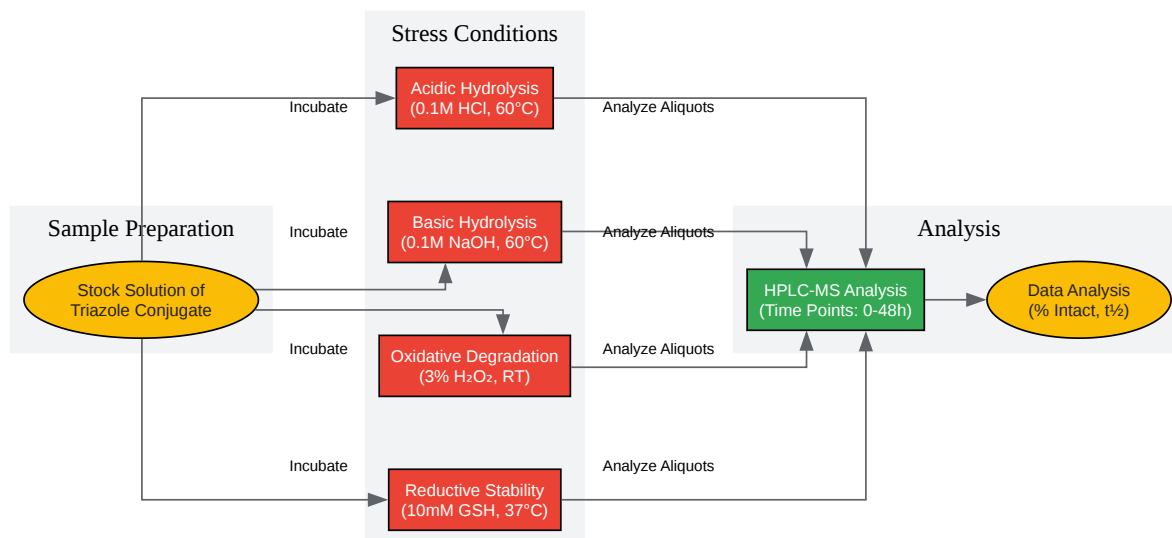 Stress Conditions
Acidic Hydrolysis
(0.1M HCl, 60°C)
Incubate
Analyze Aliquots
Sample Preparation
Basic Hydrolysis
(0.1M NaOH, 60°C)
Incubate
Analyze Aliquots
Analysis
Stock Solution of
Triazole Conjugate
HPLC-MS Analysis
(Time Points: 0-48h)
Data Analysis
(% Intact, t½)
Incubate
Oxidative Degradation
(3% H₂O₂, RT)
Analyze Aliquots
Incubate
Analyze Aliquots
Reductive Stability
(10mM GSH, 37°C)